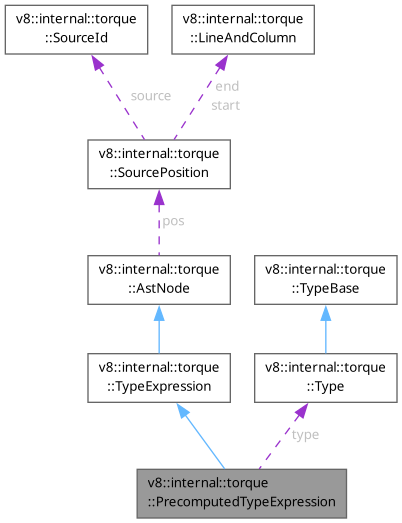 v8::internal::torque
::SourceId
v8::internal::torque
::LineAndColumn
source
end
start
v8::internal::torque
::SourcePosition
pos
v8::internal::torque
::AstNode
v8::internal::torque
::TypeBase
v8::internal::torque
::TypeExpression
v8::internal::torque
::Type
type
v8::internal::torque
::PrecomputedTypeExpression